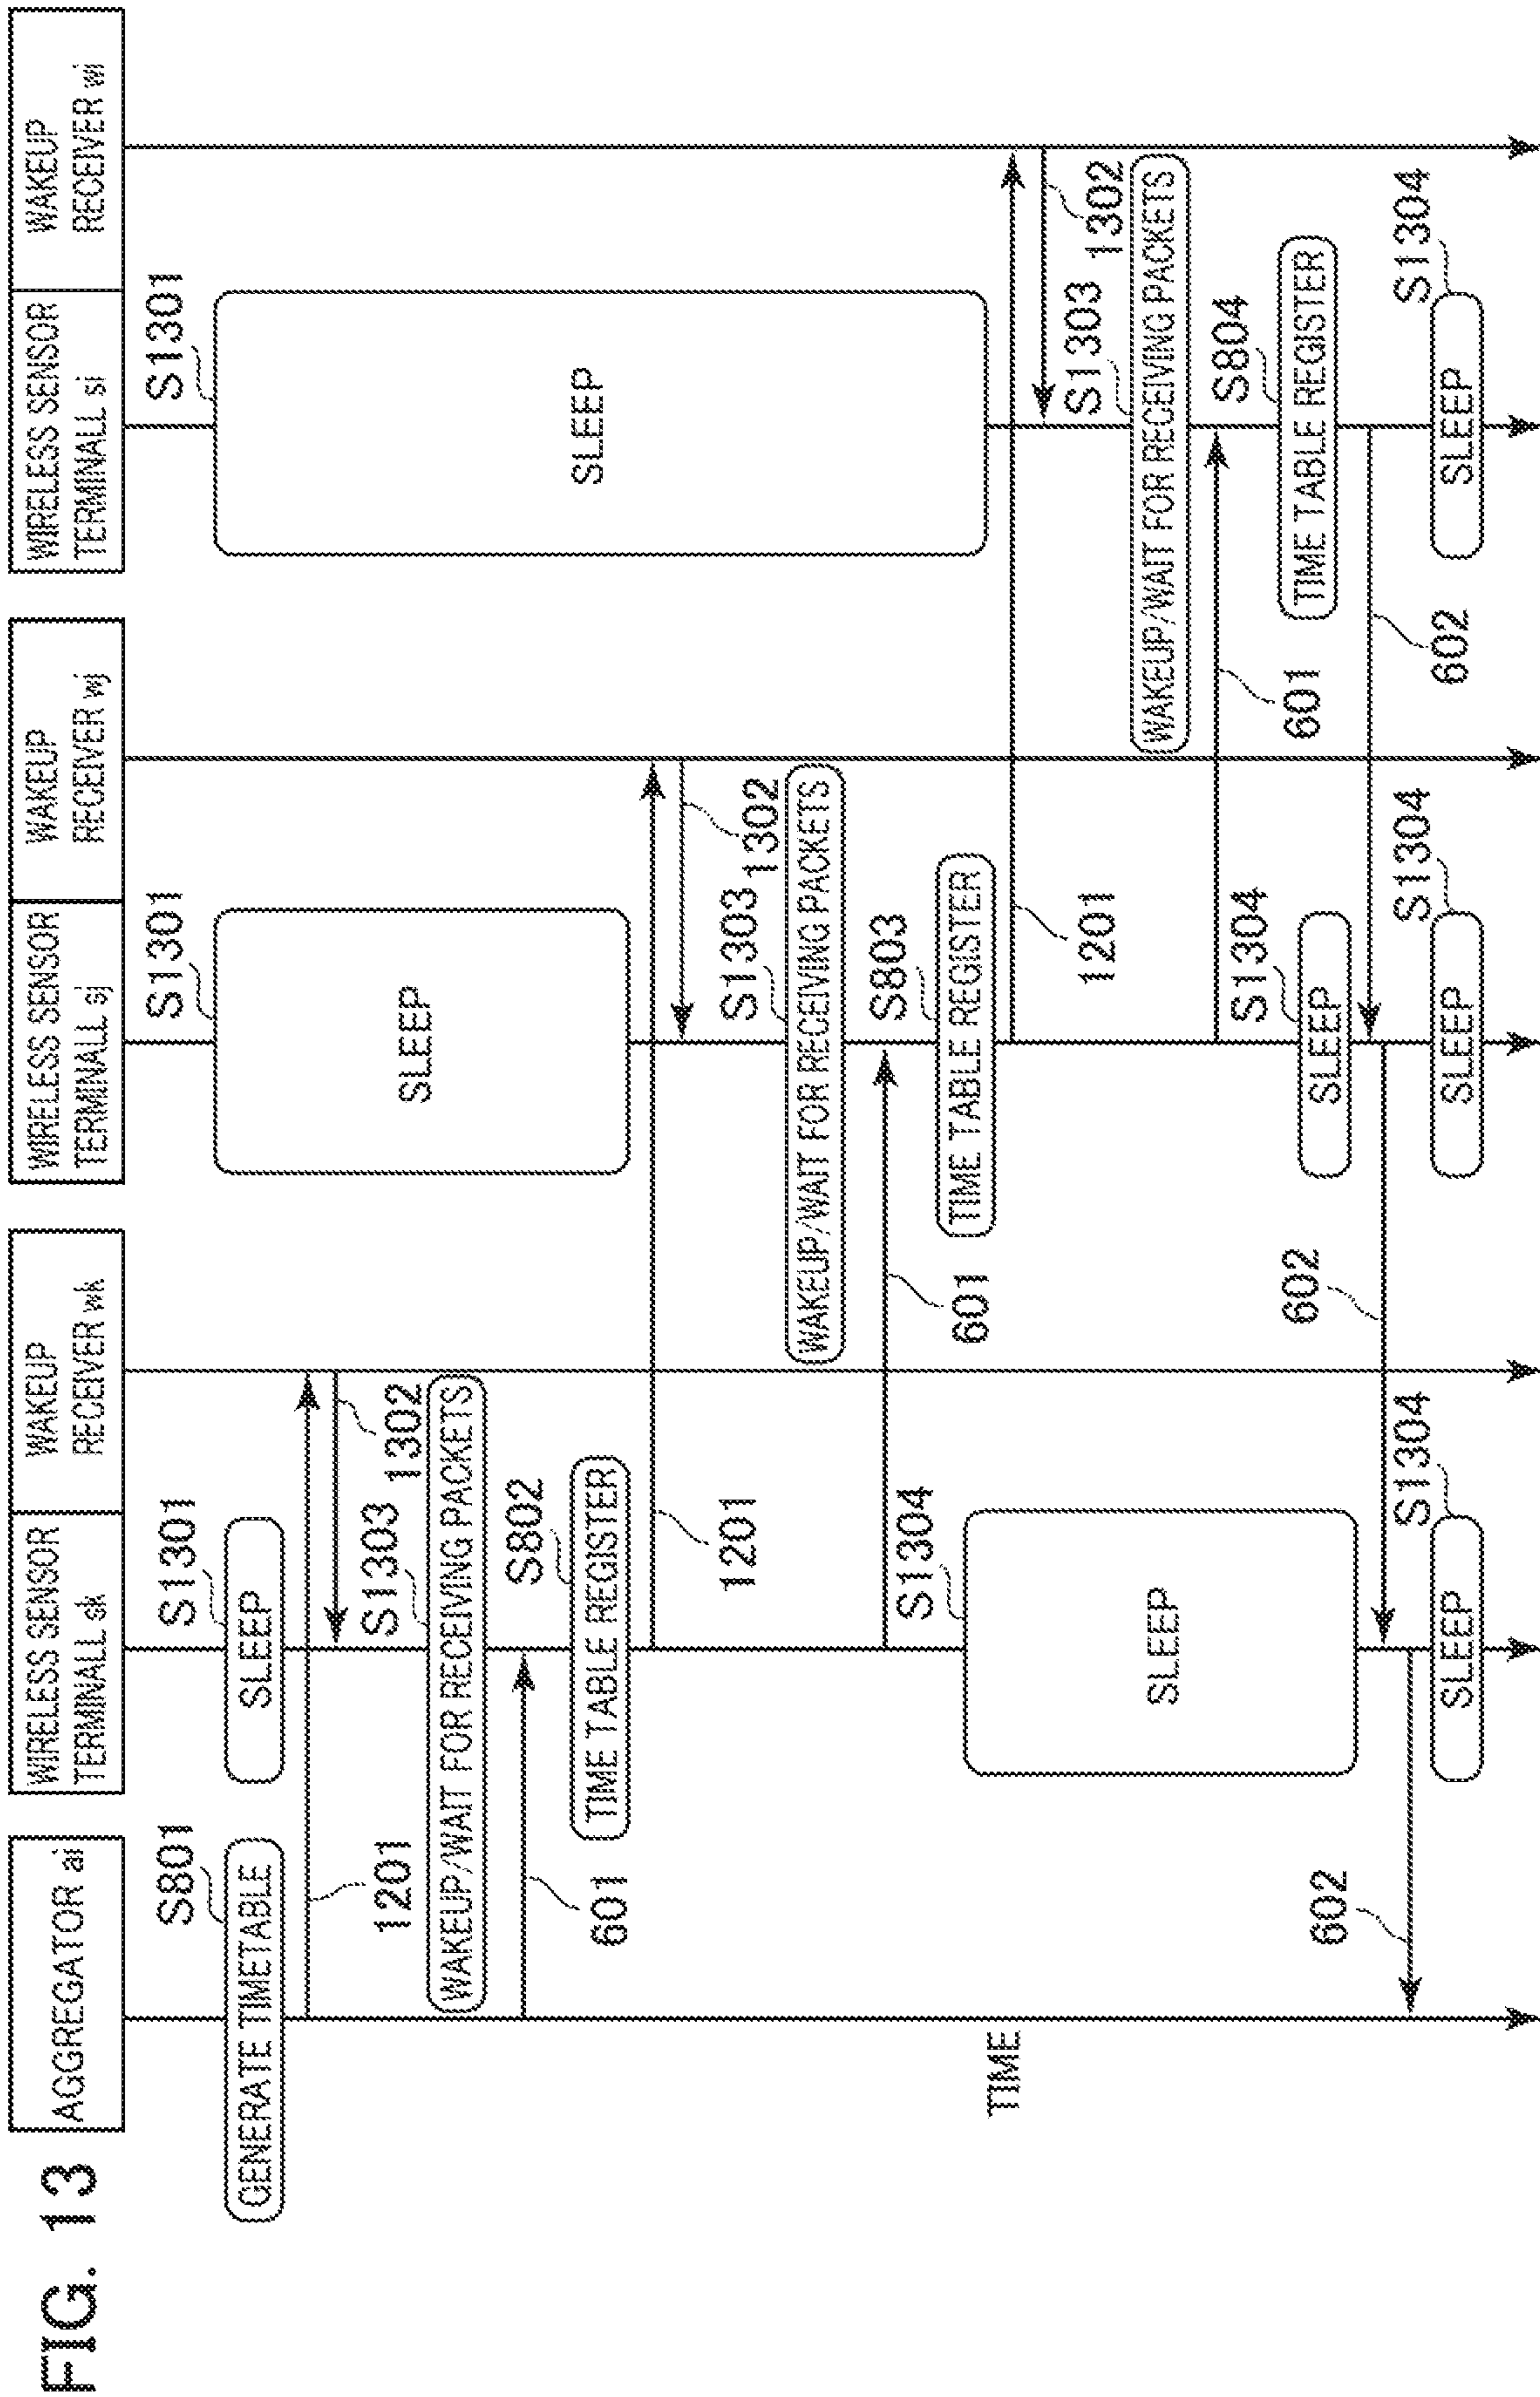 FIG. 13
AGGREGATOR ai
WIRELESS SENSOR
TERMINALL sk
WAKEUP
RECEIVER wk
WIRELESS SENSOR
TERMINALL sj
WAKEUP
RECEIVER wj
WIRELESS SENSOR
TERMINALL si
WAKEUP
RECEIVER wi
S801
GENERATE TIMETABLE
S1301
SLEEP
S1301
SLEEP
S1301
SLEEP
1201
1302
S1303
WAKEUP/WAIT FOR RECEIVING PACKETS
601
S802
TIME TABLE REGISTER
1201
1302
S1303
WAKEUP/WAIT FOR RECEIVING PACKETS
601
S803
TIME TABLE REGISTER
S1304
SLEEP
TIME
1201
1302
S1303
WAKEUP/WAIT FOR RECEIVING PACKETS
601
S804
TIME TABLE REGISTER
S1304
SLEEP
602
602
602
S1304
SLEEP
S1304
SLEEP
S1304
SLEEP